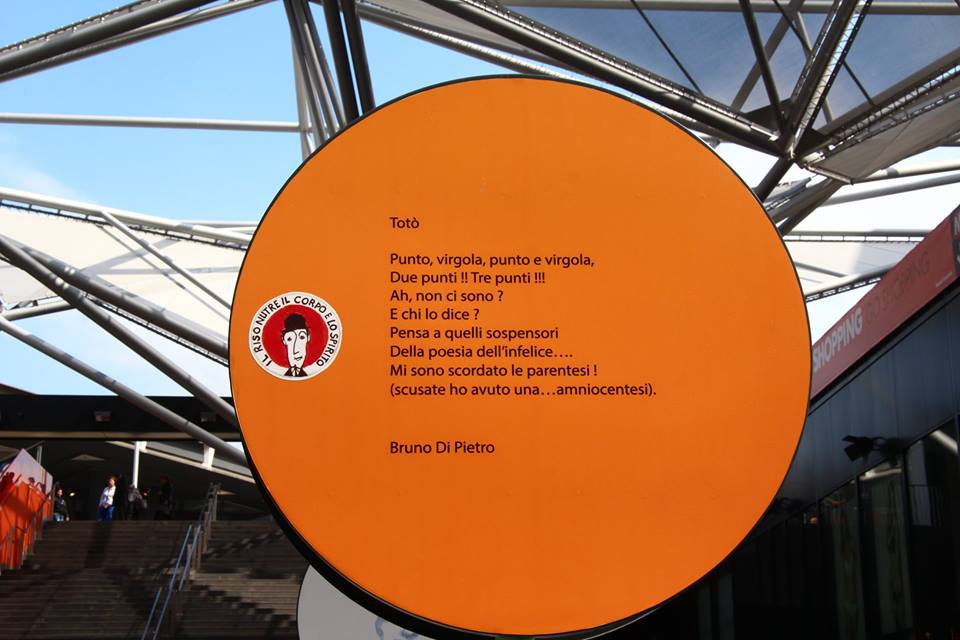 Totò
Punto, virgola, punto e virgola,
Due punti !! Tre punti !!!
Ah, non ci sono ?
E chi lo dice ?
Pensa a quelli sospensori
Della poesia dell'infelice….
Mi sono scordato le parentesi !
(scusate ho avuto una…amniocentesi).
Bruno Di Pietro
IL RISO NUTRE IL CORPO E LO SPIRITO
SHOPPING
SHOPPING